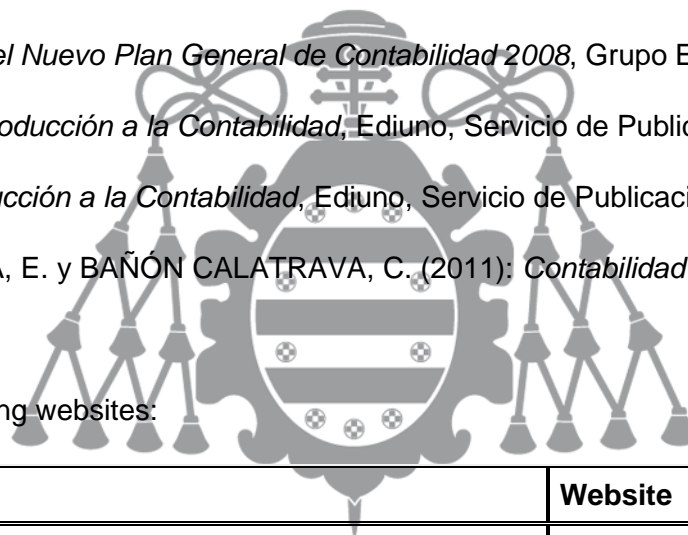 el Nuevo Plan General de Contabilidad 2008, Grupo E
oducción a la Contabilidad, Ediuno, Servicio de Public
ucción a la Contabilidad, Ediuno, Servicio de Publicaci
A, E. y BAÑÓN CALATRAVA, C. (2011): Contabilidad
ng websites:
Website